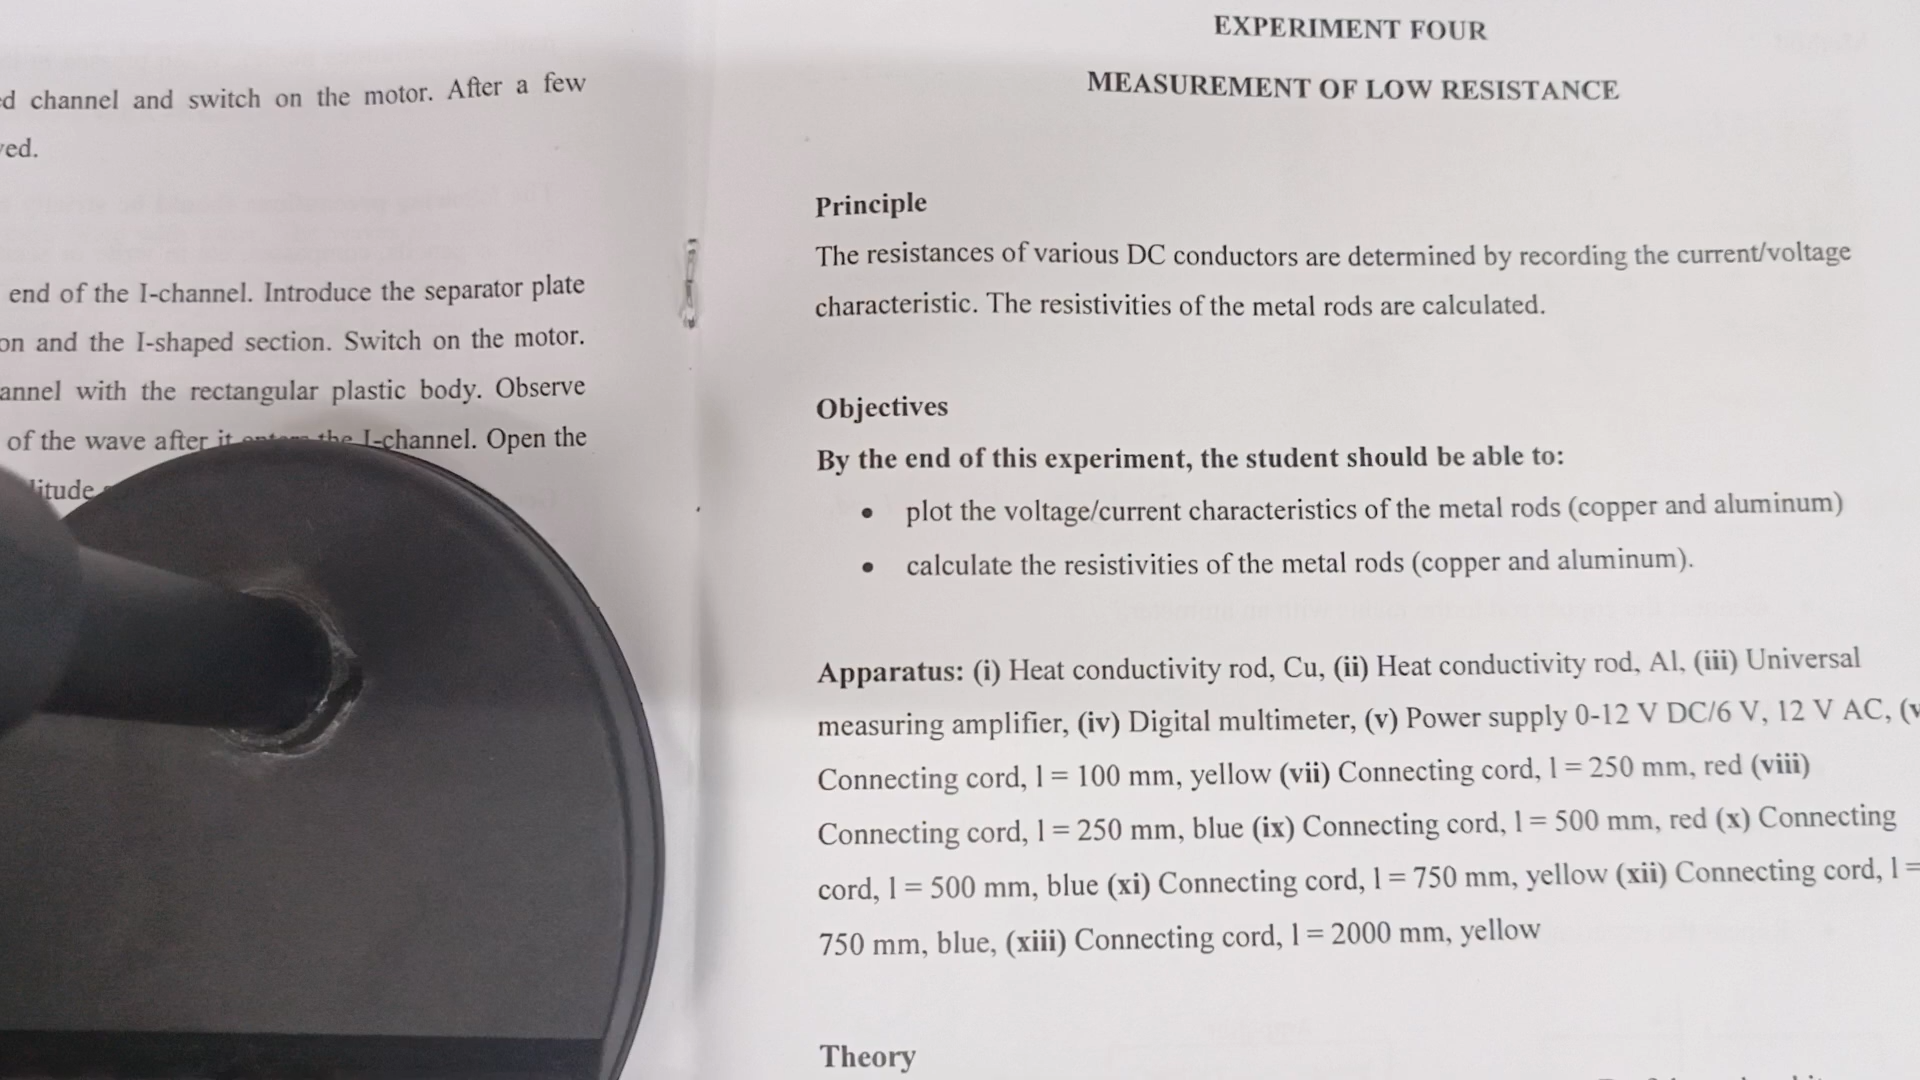 d channel and switch on the motor. After a few
ved.
end of the I-channel. Introduce the separator plate
on and the I-shaped section. Switch on the motor.
annel with the rectangular plastic body. Observe
of the wave after it enters the I-channel. Open the
litude
EXPERIMENT FOUR
MEASUREMENT OF LOW RESISTANCE
Principle
The resistances of various DC conductors are determined by recording the current/voltage
characteristic. The resistivities of the metal rods are calculated.
Objectives
By the end of this experiment, the student should be able to:
• plot the voltage/current characteristics of the metal rods (copper and aluminum)
• calculate the resistivities of the metal rods (copper and aluminum).
Apparatus: (i) Heat conductivity rod, Cu, (ii) Heat conductivity rod, Al, (iii) Universal
measuring amplifier, (iv) Digital multimeter, (v) Power supply 0-12 V DC/6 V, 12 V AC, (v
Connecting cord, l = 100 mm, yellow (vii) Connecting cord, l = 250 mm, red (viii)
Connecting cord, l = 250 mm, blue (ix) Connecting cord, l = 500 mm, red (x) Connecting
cord, l = 500 mm, blue (xi) Connecting cord, l = 750 mm, yellow (xii) Connecting cord, l =
750 mm, blue, (xiii) Connecting cord, l = 2000 mm, yellow
Theory